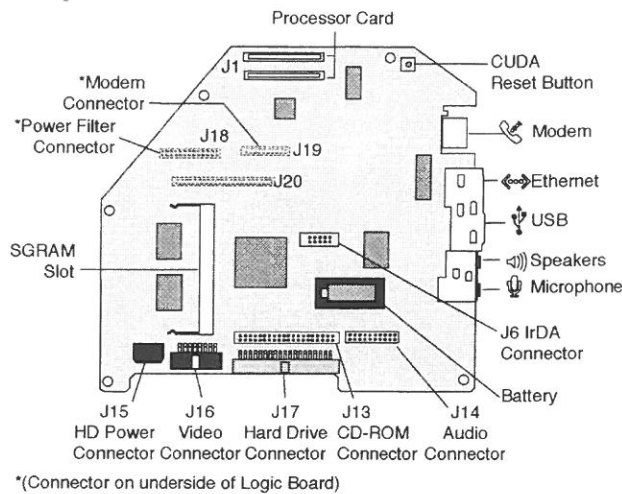 Processor Card
J1
CUDA
Reset Button
*Modem
Connector
*Power Filter
Connector
J18
J19
Modem
J20
Ethernet
USB
SGRAM
Slot
Speakers
Microphone
J6 IrDA
Connector
Battery
J15
HD Power
Connector
J16
Video
Connector
J17
Hard Drive
Connector
J13
CD-ROM
Connector
J14
Audio
Connector
*(Connector on underside of Logic Board)